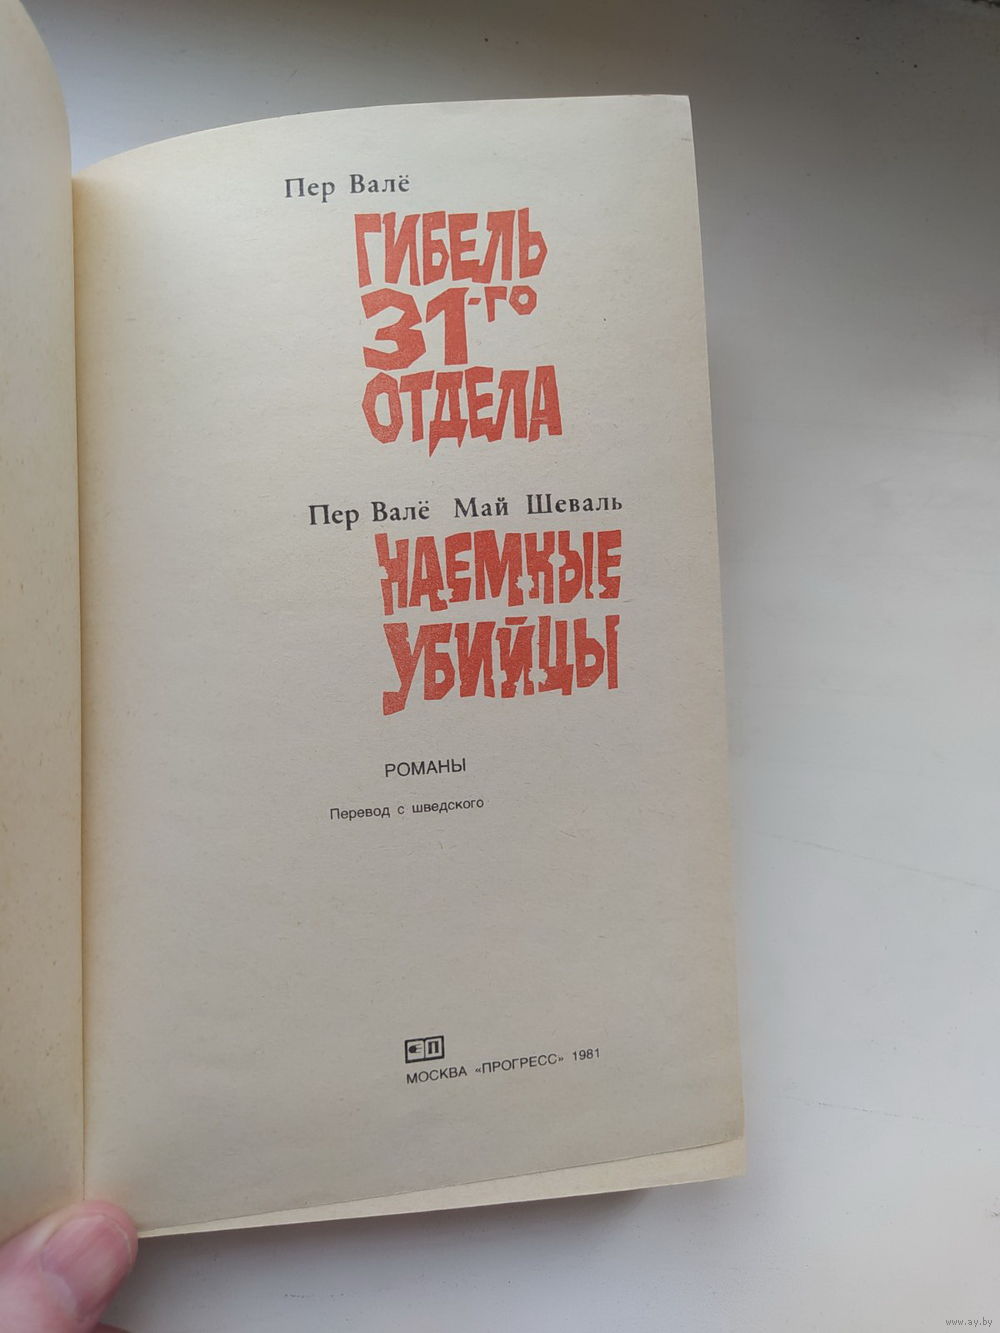 Пер Валё
ГИБЕЛЬ
31-го
ОТДЕЛА
Пер Валё Май Шеваль
НАЕМНЫЕ
УБИЙЦЫ
РОМАНЫ
Перевод с шведского
П
МОСКВА «ПРОГРЕСС» 1981
www.ay.by